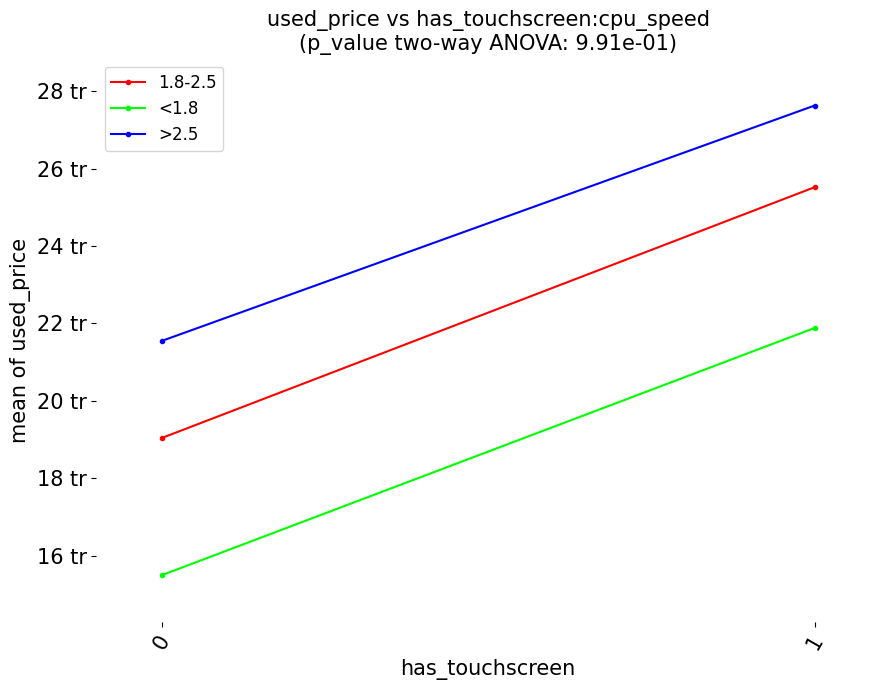 used_price vs has_touchscreen:cpu_speed
(p_value two-way ANOVA: 9.91e-01)
1.8-2.5
<1.8
>2.5
28 tr
26 tr
24 tr
22 tr
20 tr
18 tr
16 tr
mean of used_price
0
1
has_touchscreen